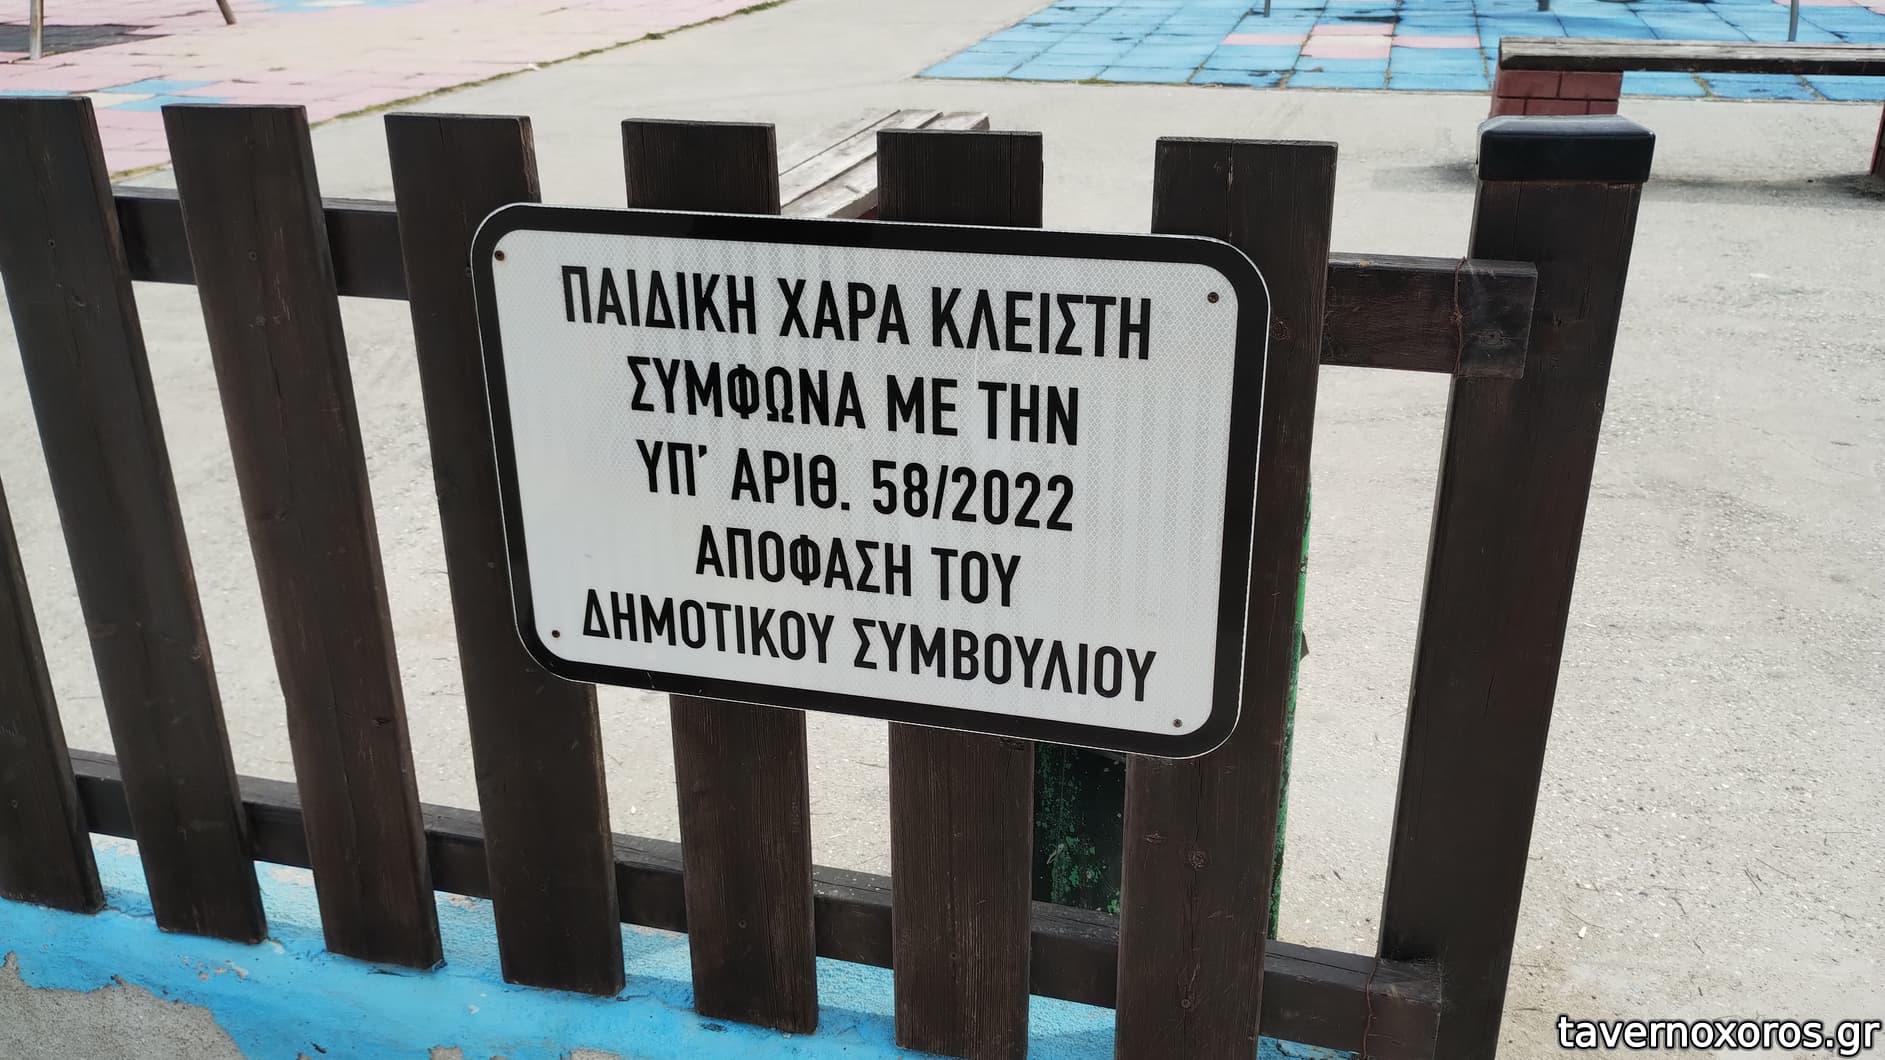 ΠΑΙΔΙΚΗ ΧΑΡΑ ΚΛΕΙΣΤΗ
ΣΥΜΦΩΝΑ ΜΕ ΤΗΝ
ΥΠ' ΑΡΙΘ. 58/2022
ΑΠΟΦΑΣΗ ΤΟΥ
ΔΗΜΟΤΙΚΟΥ ΣΥΜΒΟΥΛΙΟΥ
tavernoxoros.gr